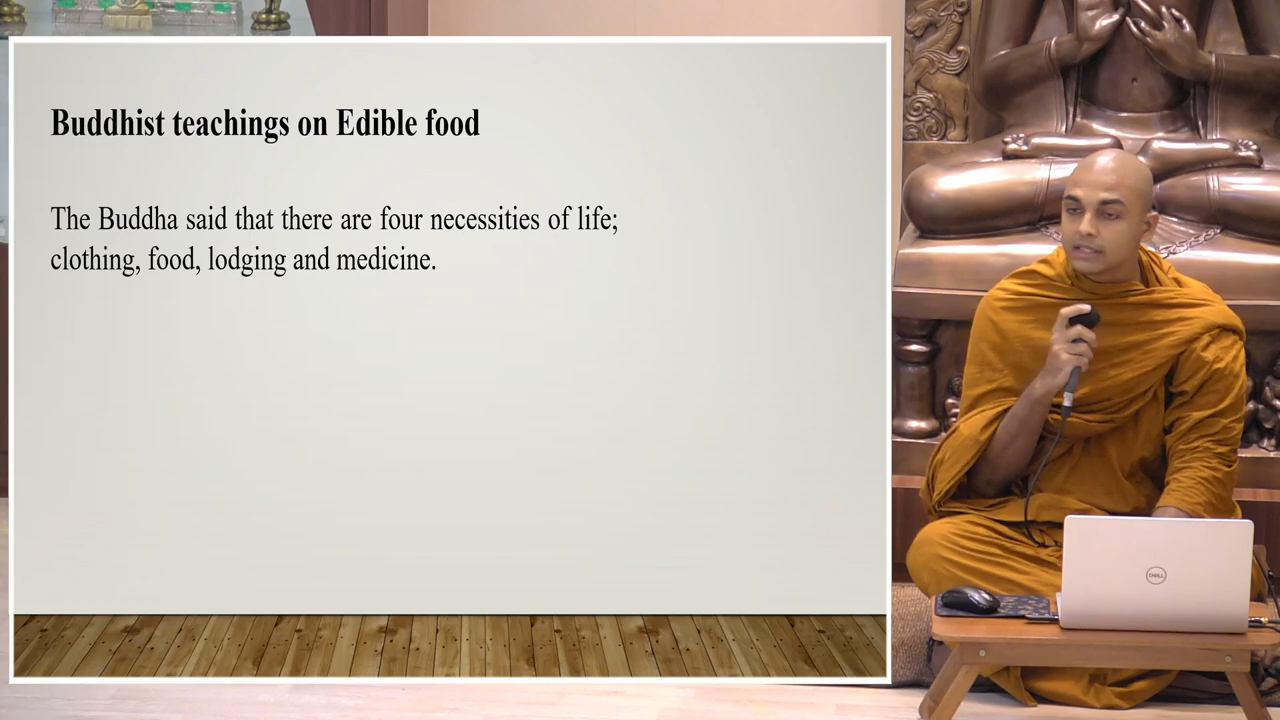 Buddhist teachings on Edible food
The Buddha said that there are four necessities of life;
clothing, food, lodging and medicine.
DELL